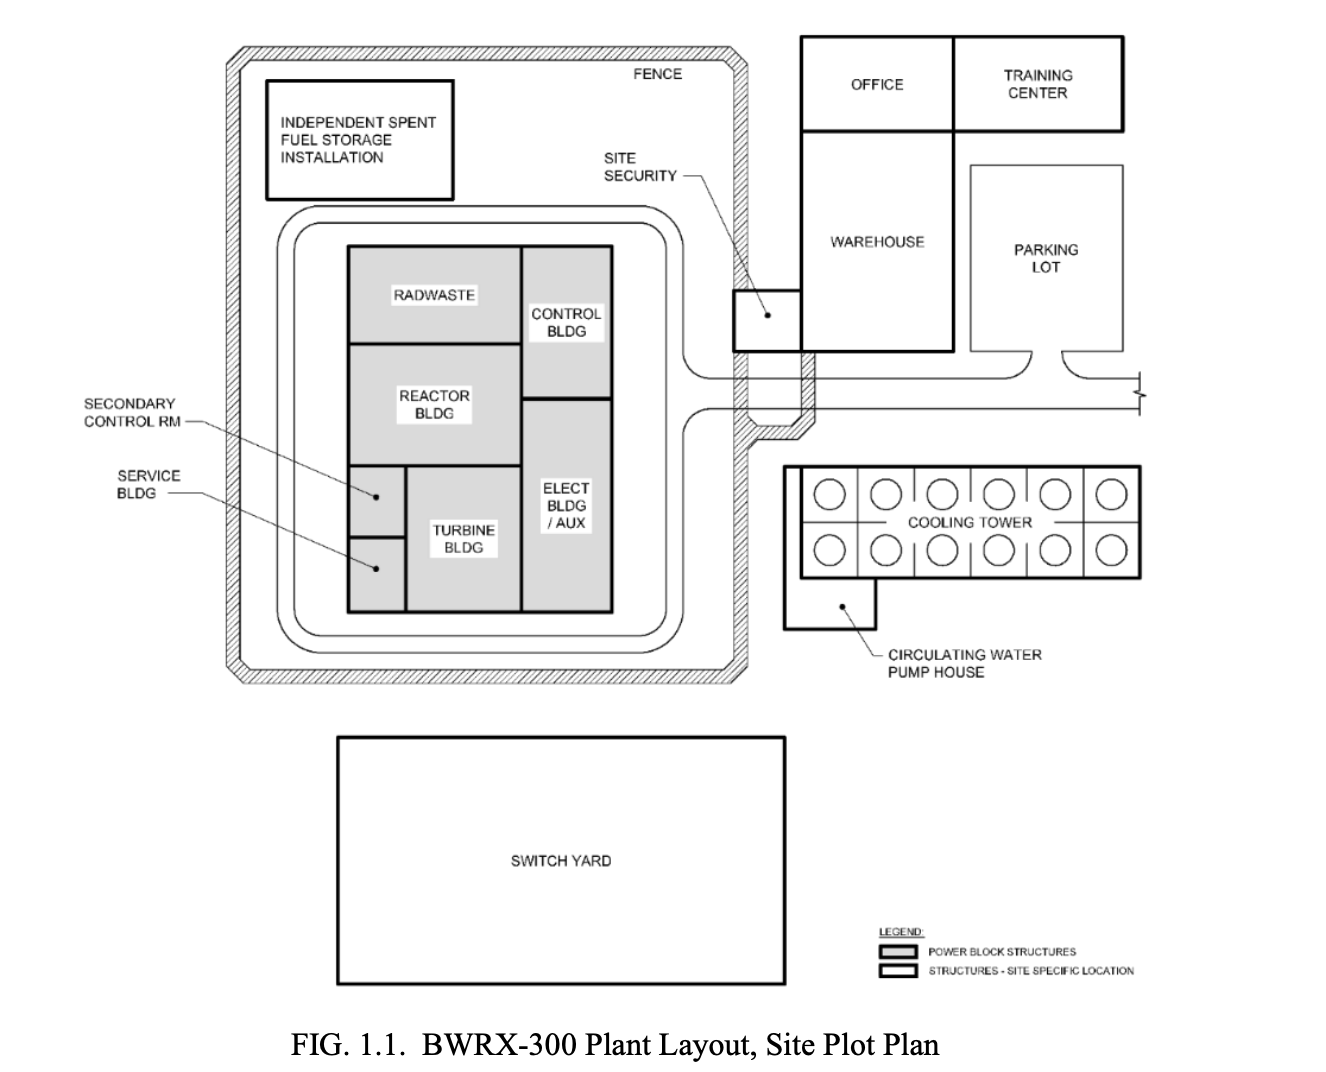 FENCE
OFFICE
TRAINING
CENTER
INDEPENDENT SPENT
FUEL STORAGE
INSTALLATION
SITE
SECURITY
WAREHOUSE
PARKING
LOT
RADWASTE
CONTROL
BLDG
REACTOR
BLDG
SECONDARY
CONTROL RM
SERVICE
BLDG
ELECT
BLDG
/ AUX
TURBINE
BLDG
COOLING TOWER
CIRCULATING WATER
PUMP HOUSE
SWITCH YARD
LEGEND:
POWER BLOCK STRUCTURES
STRUCTURES - SITE SPECIFIC LOCATION
FIG. 1.1. BWRX-300 Plant Layout, Site Plot Plan